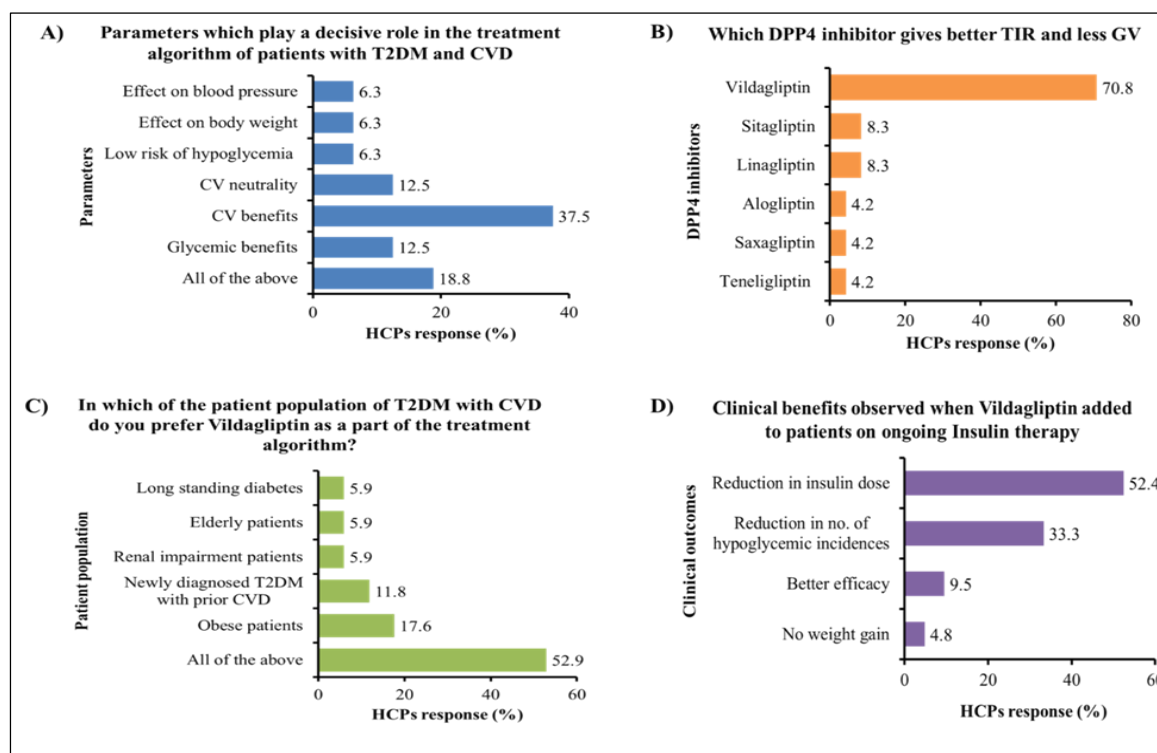 A)
Parameters which play a decisive role in the treatment
algorithm of patients with T2DM and CVD
Parameters
Effect on blood pressure
6.3
Effect on body weight
6.3
Low risk of hypoglycemia
6.3
CV neutrality
12.5
CV benefits
37.5
Glycemic benefits
12.5
All of the above
18.8
0 20 40
HCPs response (%)
B)
Which DPP4 inhibitor gives better TIR and less GV
DPP4 inhibitors
Vildagliptin
70.8
Sitagliptin
8.3
Linagliptin
8.3
Alogliptin
4.2
Saxagliptin
4.2
Teneligliptin
4.2
0 20 40 60 80
HCPs response (%)
C)
In which of the patient population of T2DM with CVD
do you prefer Vildagliptin as a part of the treatment
algorithm?
Patient population
Long standing diabetes
5.9
Elderly patients
5.9
Renal impairment patients
5.9
Newly diagnosed T2DM
with prior CVD
11.8
Obese patients
17.6
All of the above
52.9
0 20 40 60
HCPs response (%)
D)
Clinical benefits observed when Vildagliptin added
to patients on ongoing Insulin therapy
Clinical outcomes
Reduction in insulin dose
52.4
Reduction in no. of
hypoglycemic incidences
33.3
Better efficacy
9.5
No weight gain
4.8
0 20 40 60
HCPs response (%)